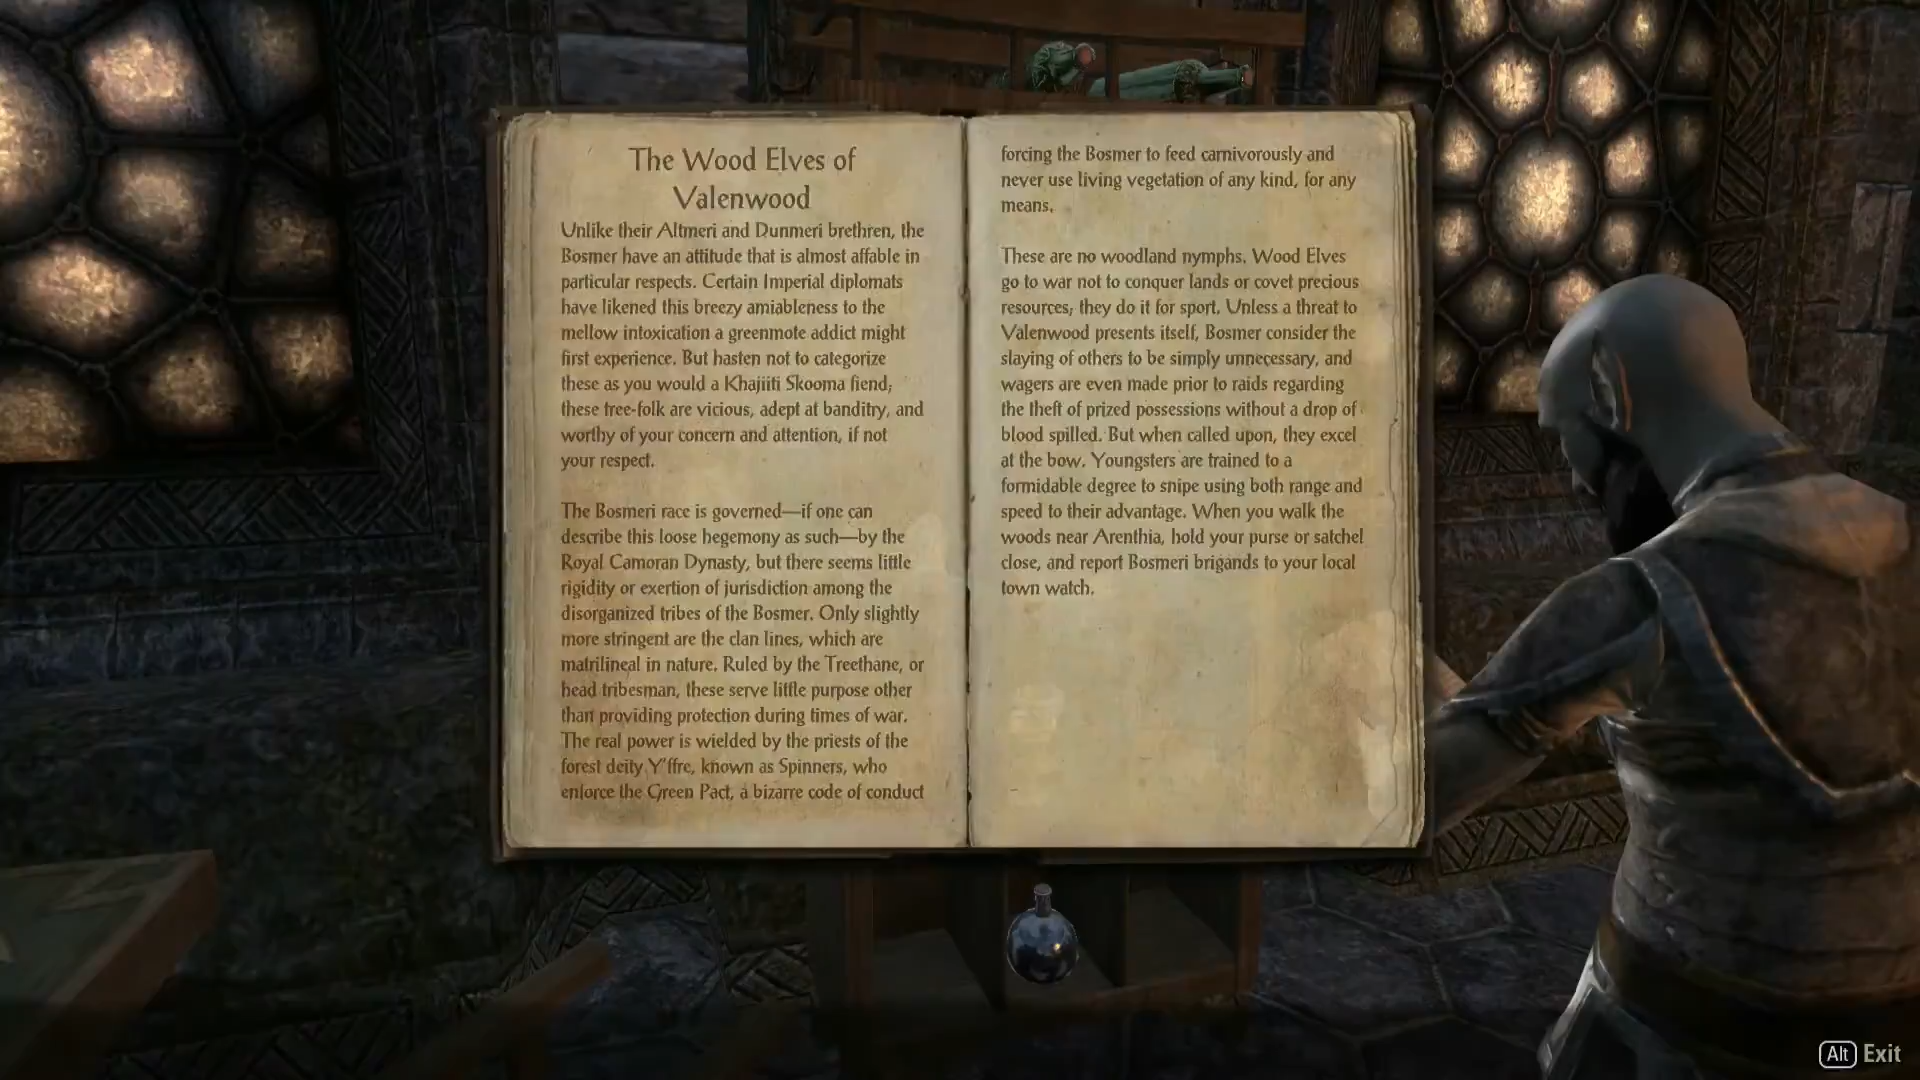 The Wood Elves of
Valenwood
Unlike their Altmeri and Dunmeri brethren, the
Bosmer have an attitude that is almost affable in
particular respects. Certain Imperial diplomats
have likened this breezy amiableness to the
mellow intoxication a greenmote addict might
first experience. But hasten not to categorize
these as you would a Khajiiti Skooma fiend;
these tree-folk are vicious, adept at banditry, and
worthy of your concern and attention, if not
your respect.
The Bosmeri race is governed—if one can
describe this loose hegemony as such—by the
Royal Camoran Dynasty, but there seems little
rigidity or exertion of jurisdiction among the
disorganized tribes of the Bosmer. Only slightly
more stringent are the clan lines, which are
matrilineal in nature. Ruled by the Treethane, or
head tribesman, these serve little purpose other
than providing protection during times of war.
The real power is wielded by the priests of the
forest deity Y'ffre, known as Spinners, who
enforce the Green Pact, a bizarre code of conduct
forcing the Bosmer to feed carnivorously and
never use living vegetation of any kind, for any
means.
These are no woodland nymphs. Wood Elves
go to war not to conquer lands or covet precious
resources; they do it for sport. Unless a threat to
Valenwood presents itself, Bosmer consider the
slaying of others to be simply unnecessary, and
wagers are even made prior to raids regarding
the theft of prized possessions without a drop of
blood spilled. But when called upon, they excel
at the bow. Youngsters are trained to a
formidable degree to snipe using both range and
speed to their advantage. When you walk the
woods near Arenthia, hold your purse or satchel
close, and report Bosmeri brigands to your local
town watch.
Alt Exit